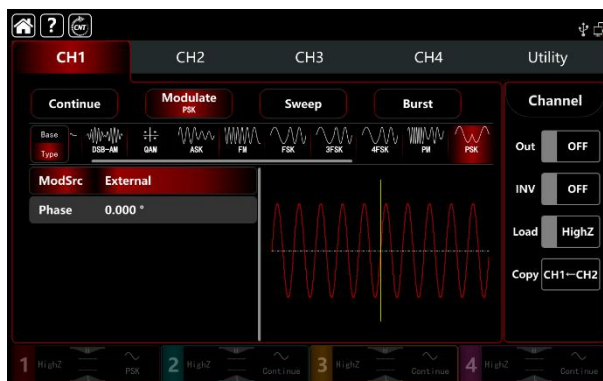 ? CNT
CH1 CH2 CH3 CH4 Utility
Continue Modulate Sweep Burst Channel
PSK
Base
Type DSB-AM QAM ASK FM FSK 3FSK 4FSK PM PSK
Out OFF
ModSrc External
INV OFF
Phase 0.000 °
Load HighZ
Copy CH1←CH2
1 HighZ PSK 2 HighZ Continue 3 HighZ Continue 4 HighZ Continue